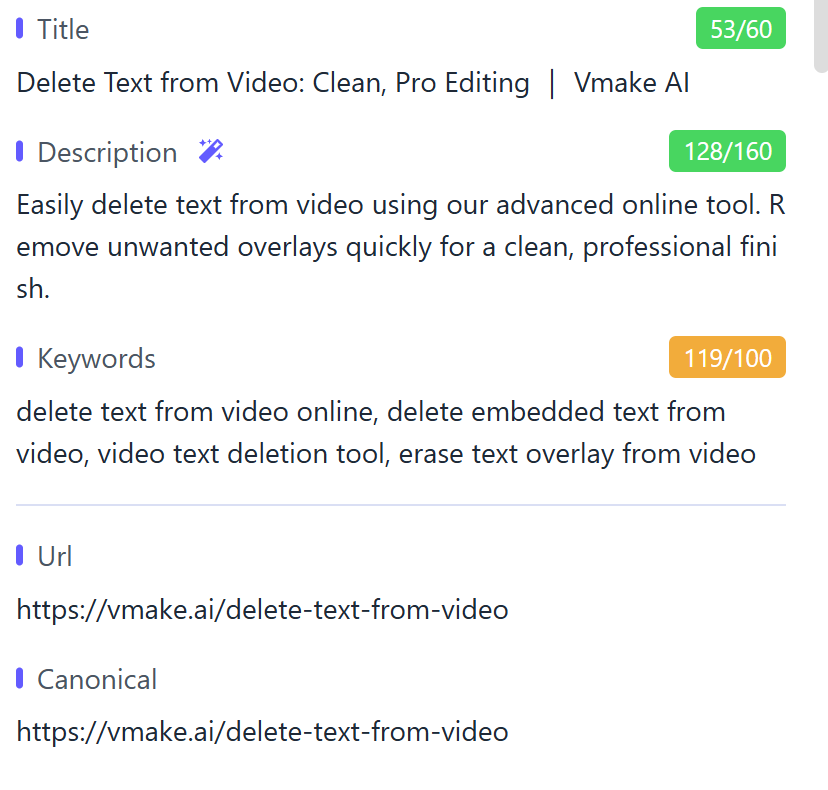 Title
53/60
Delete Text from Video: Clean, Pro Editing | Vmake AI
Description
128/160
Easily delete text from video using our advanced online tool. R
emove unwanted overlays quickly for a clean, professional fini
sh.
Keywords
119/100
delete text from video online, delete embedded text from
video, video text deletion tool, erase text overlay from video
Url
https://vmake.ai/delete-text-from-video
Canonical
https://vmake.ai/delete-text-from-video